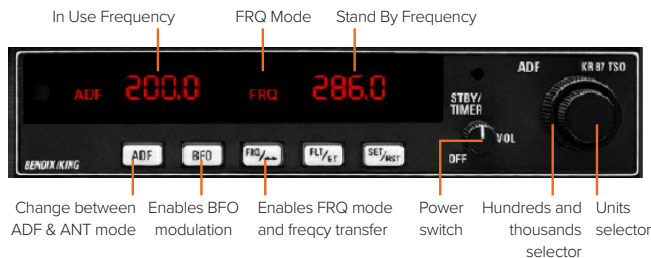 In Use Frequency
FRQ Mode
Stand By Frequency
ADF
KR 87 TSO
ADF 200.0 FRQ 286.0
STBY/
TIMER
VOL
OFF
ADF
BFO
FRQ/↔
FLT/ET
SET/RST
BENDIX/KING
Change between
ADF & ANT mode
Enables BFO
modulation
Enables FRQ mode
and freqcy transfer
Power
switch
Hundreds and
thousands
selector
Units
selector